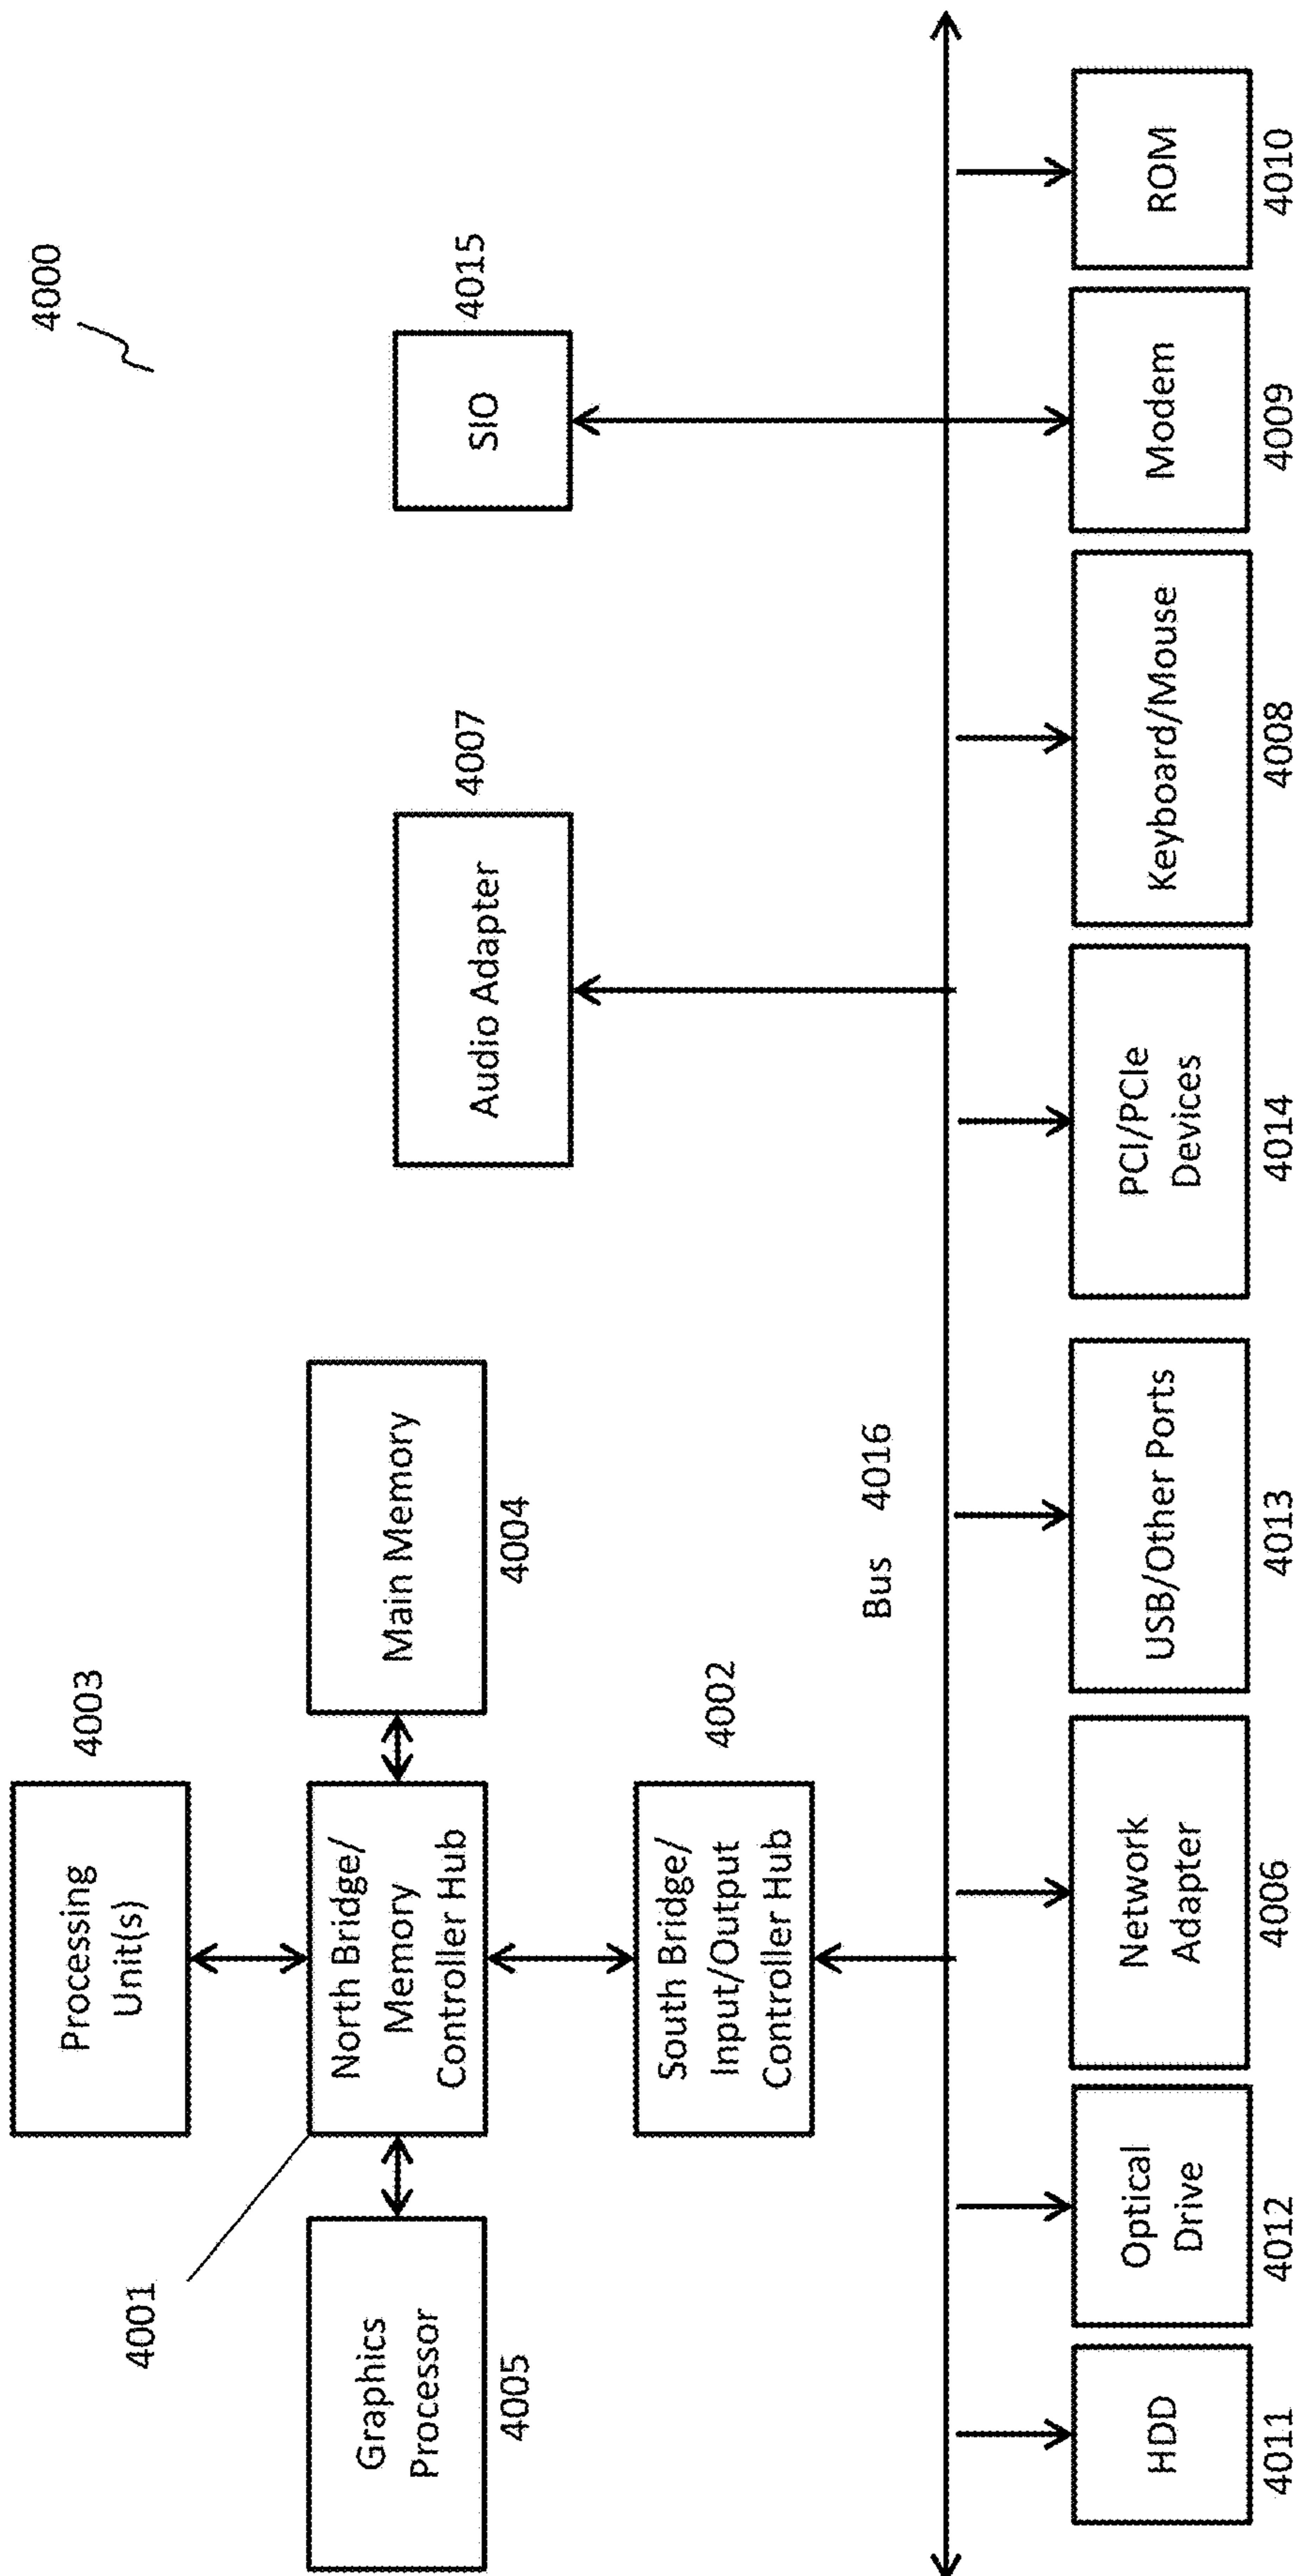 4000
4003
Processing
Unit(s)
4001
Graphics
Processor
4005
North Bridge/
Memory
Controller Hub
Main Memory
4004
Audio Adapter
4007
SIO
4015
South Bridge/
Input/Output
Controller Hub
4002
Bus 4016
HDD
4011
Optical
Drive
4012
Network
Adapter
4006
USB/Other Ports
4013
PCI/PCIe
Devices
4014
Keyboard/Mouse
4008
Modem
4009
ROM
4010